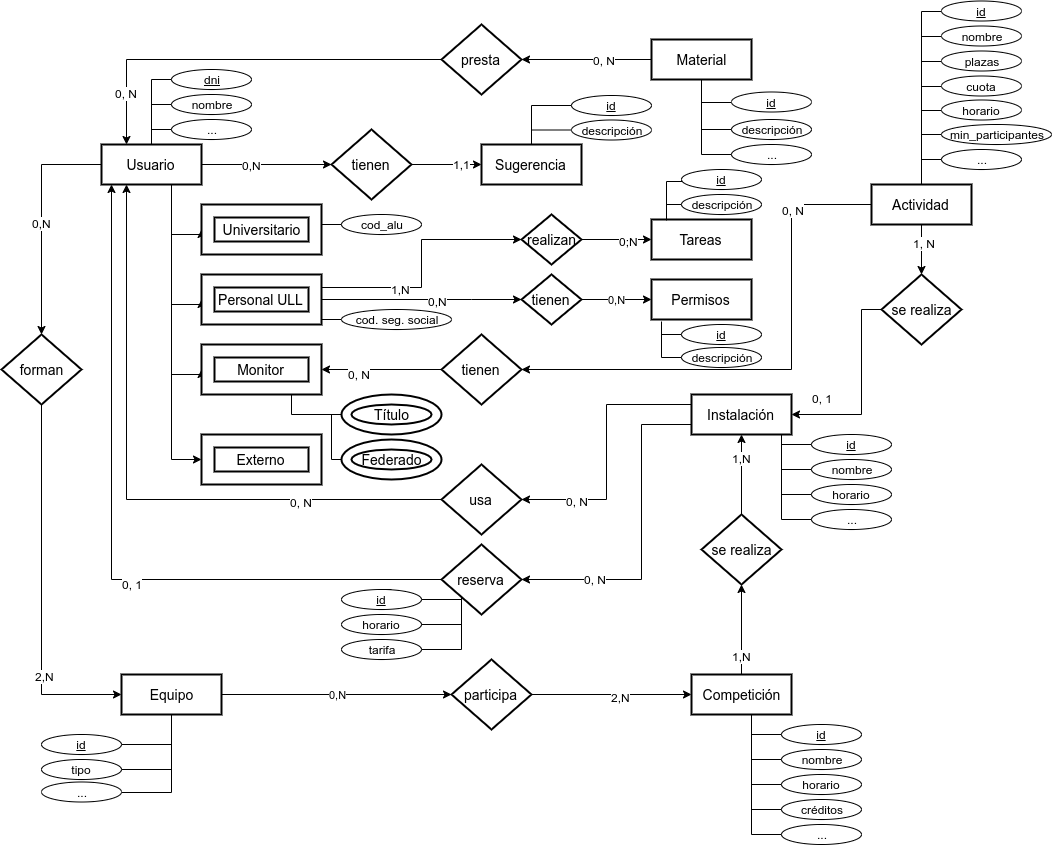 id
nombre
plazas
cuota
horario
min_participantes
...
Actividad
presta
0, N
Material
id
descripción
...
0, N
dni
nombre
...
id
descripción
Usuario
0,N
tienen
1,1
Sugerencia
id
descripción
0, N
1, N
0,N
Universitario
cod_alu
realizan
0;N
Tareas
1,N
Personal ULL
0,N
tienen
0,N
Permisos
cod. seg. social
id
descripción
se realiza
forman
Monitor
0, N
tienen
0, 1
Título
Federado
Instalación
id
nombre
horario
...
Externo
1,N
0, N
usa
0, N
se realiza
0, 1
reserva
0, N
id
horario
tarifa
1,N
2,N
Equipo
0,N
participa
2,N
Competición
id
tipo
...
id
nombre
horario
créditos
...